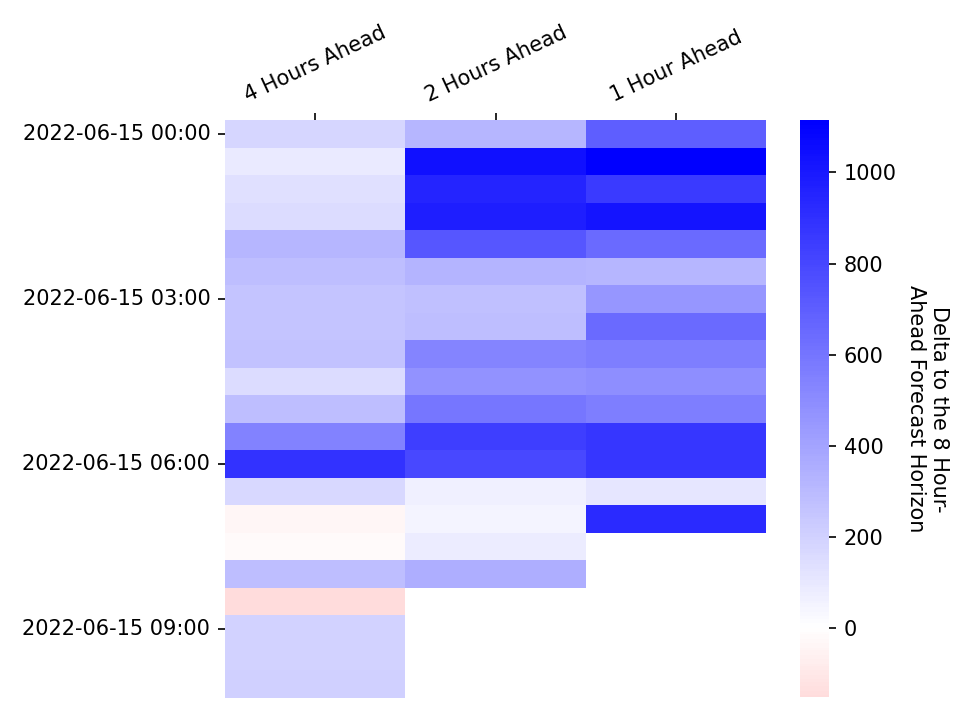 4 Hours Ahead
2 Hours Ahead
1 Hour Ahead
2022-06-15 00:00
2022-06-15 03:00
2022-06-15 06:00
2022-06-15 09:00
1000
800
600
400
200
0
Delta to the 8 Hour-
Ahead Forecast Horizon